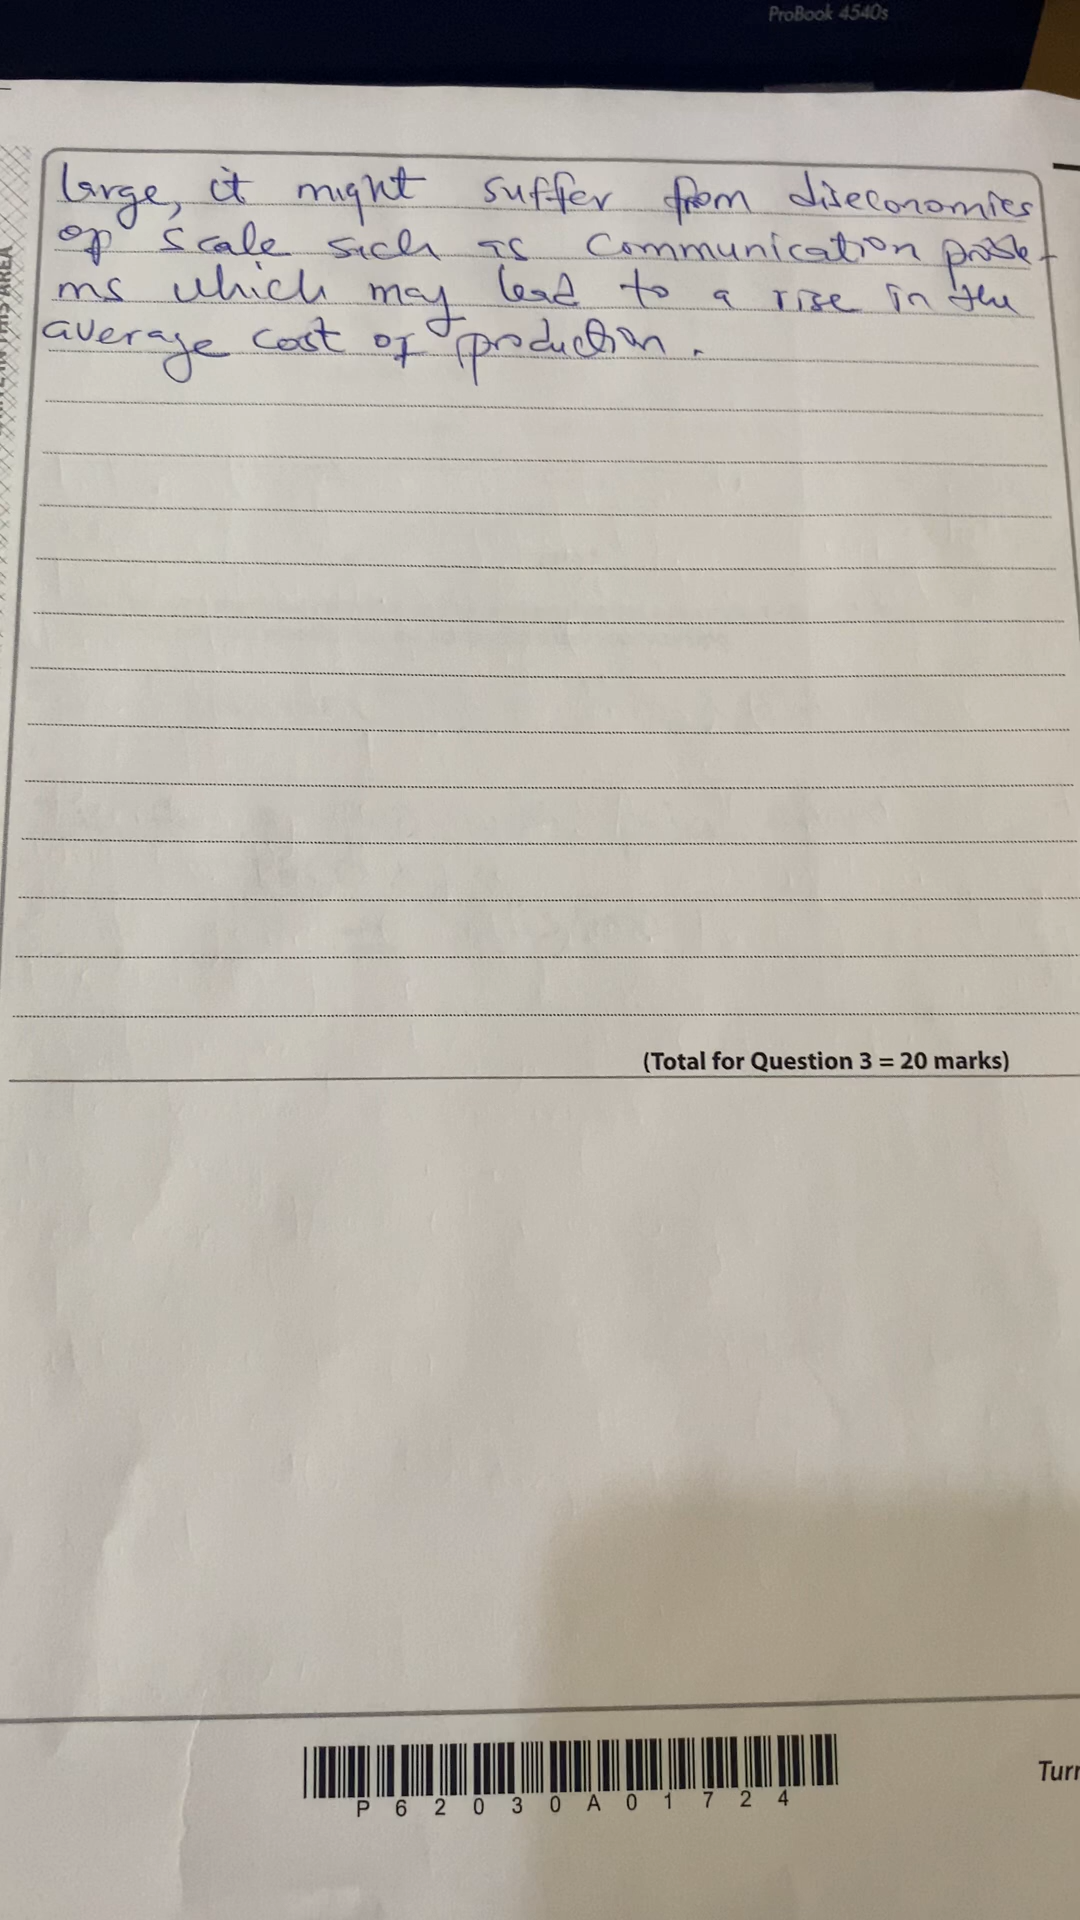 ProBook 4540s
large, it might suffer from diseconomies
of scale such as communication proble-
ms which may lead to a rise in the
average cost of production.
(Total for Question 3 = 20 marks)
P 6 2 0 3 0 A 0 1 7 2 4
Turn